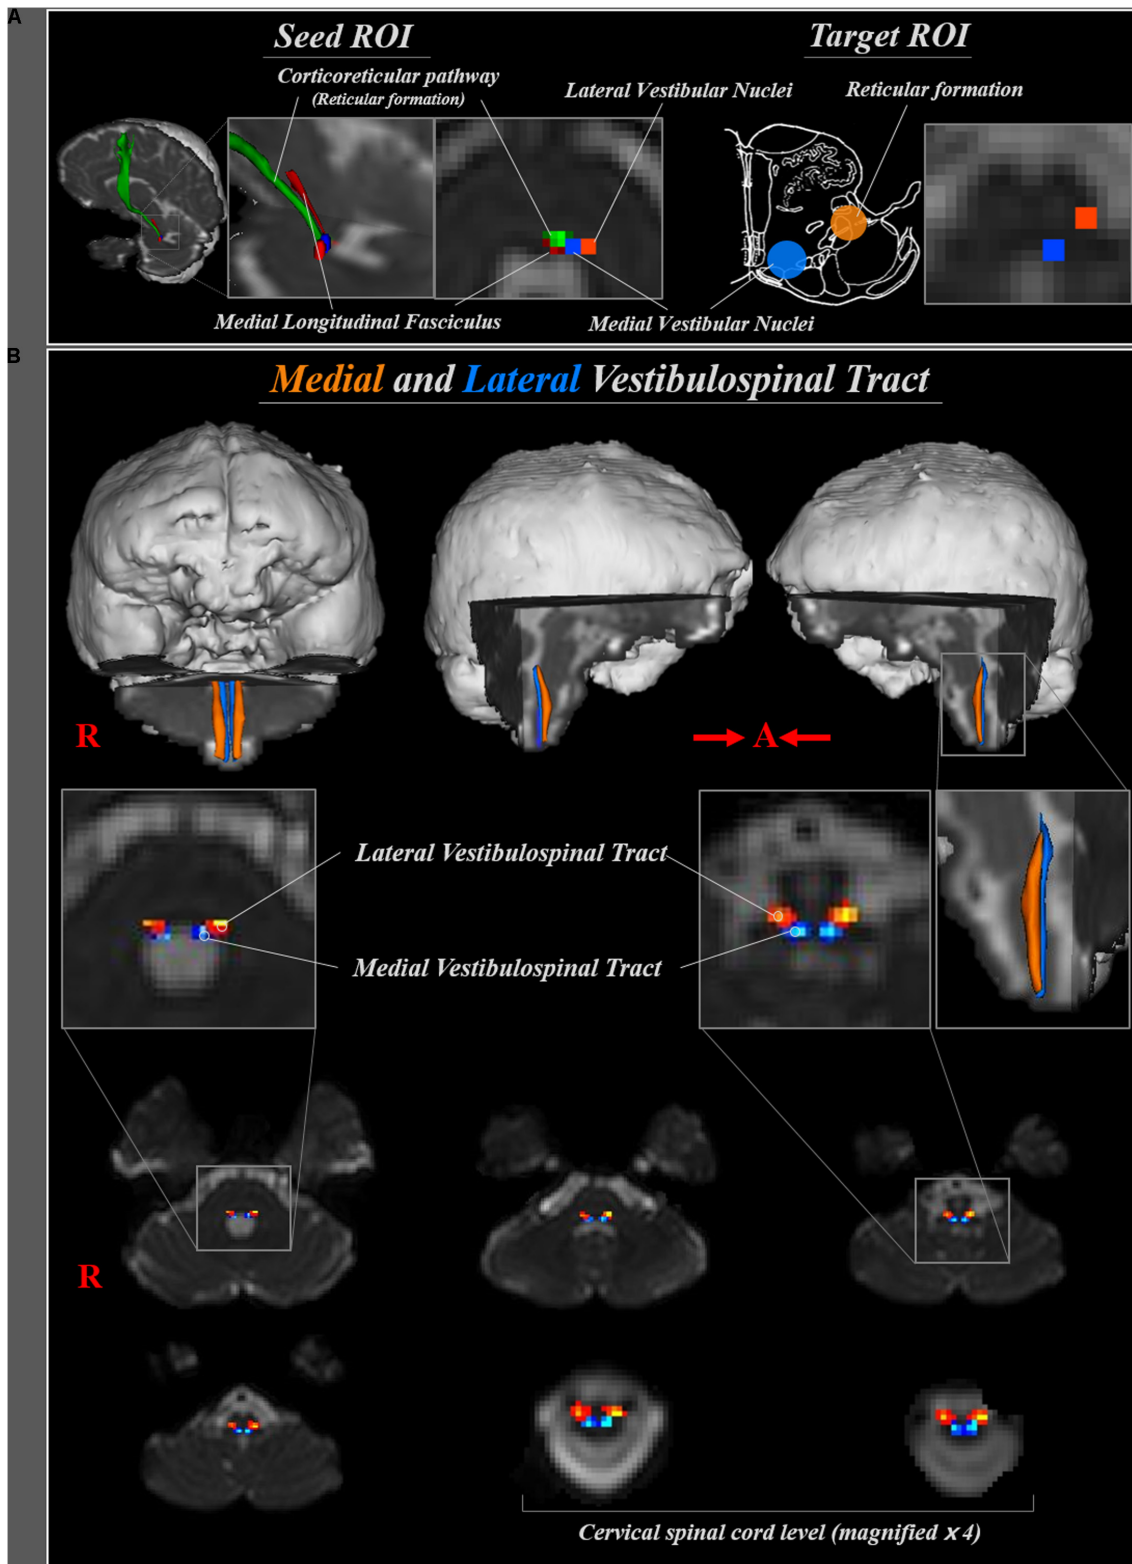 A
Seed ROI
Target ROI
Corticoreticular pathway
(Reticular formation)
Lateral Vestibular Nuclei
Reticular formation
Medial Longitudinal Fasciculus
Medial Vestibular Nuclei
B
Medial and Lateral Vestibulospinal Tract
R
A
Lateral Vestibulospinal Tract
Medial Vestibulospinal Tract
R
Cervical spinal cord level (magnified x 4)